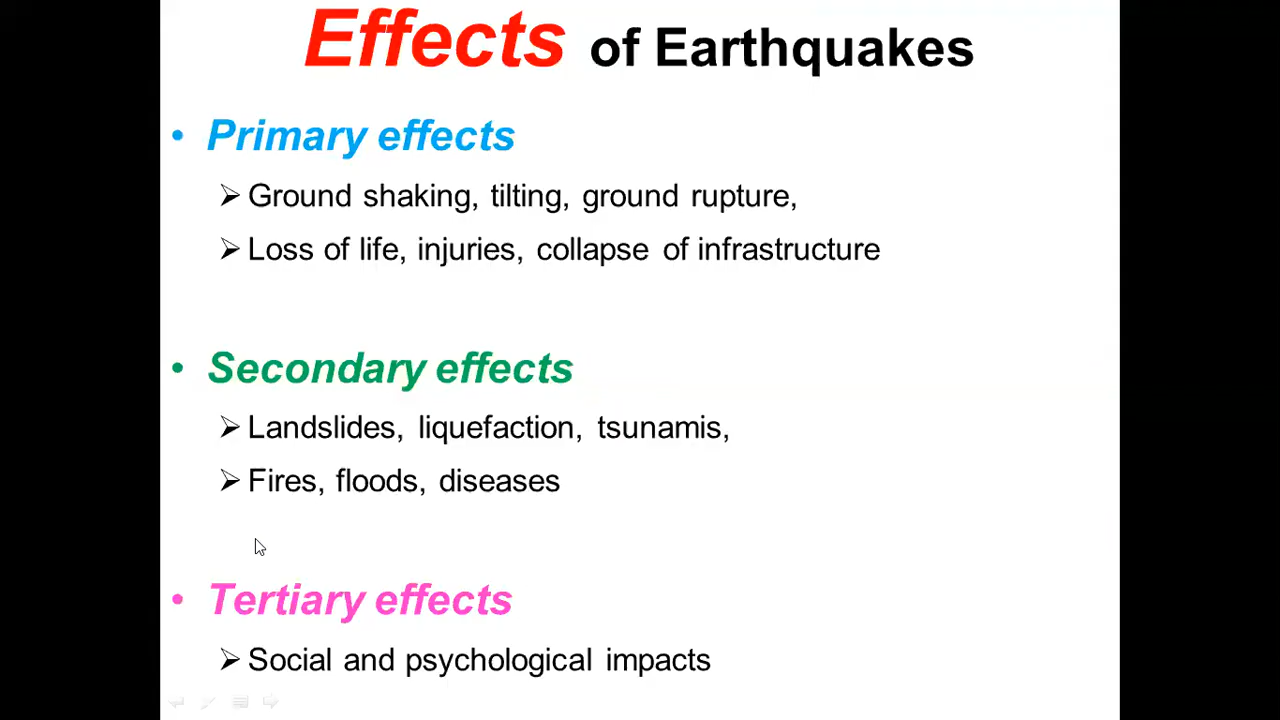 Effects of Earthquakes
• Primary effects
➢ Ground shaking, tilting, ground rupture,
➢ Loss of life, injuries, collapse of infrastructure
• Secondary effects
➢ Landslides, liquefaction, tsunamis,
➢ Fires, floods, diseases
• Tertiary effects
➢ Social and psychological impacts